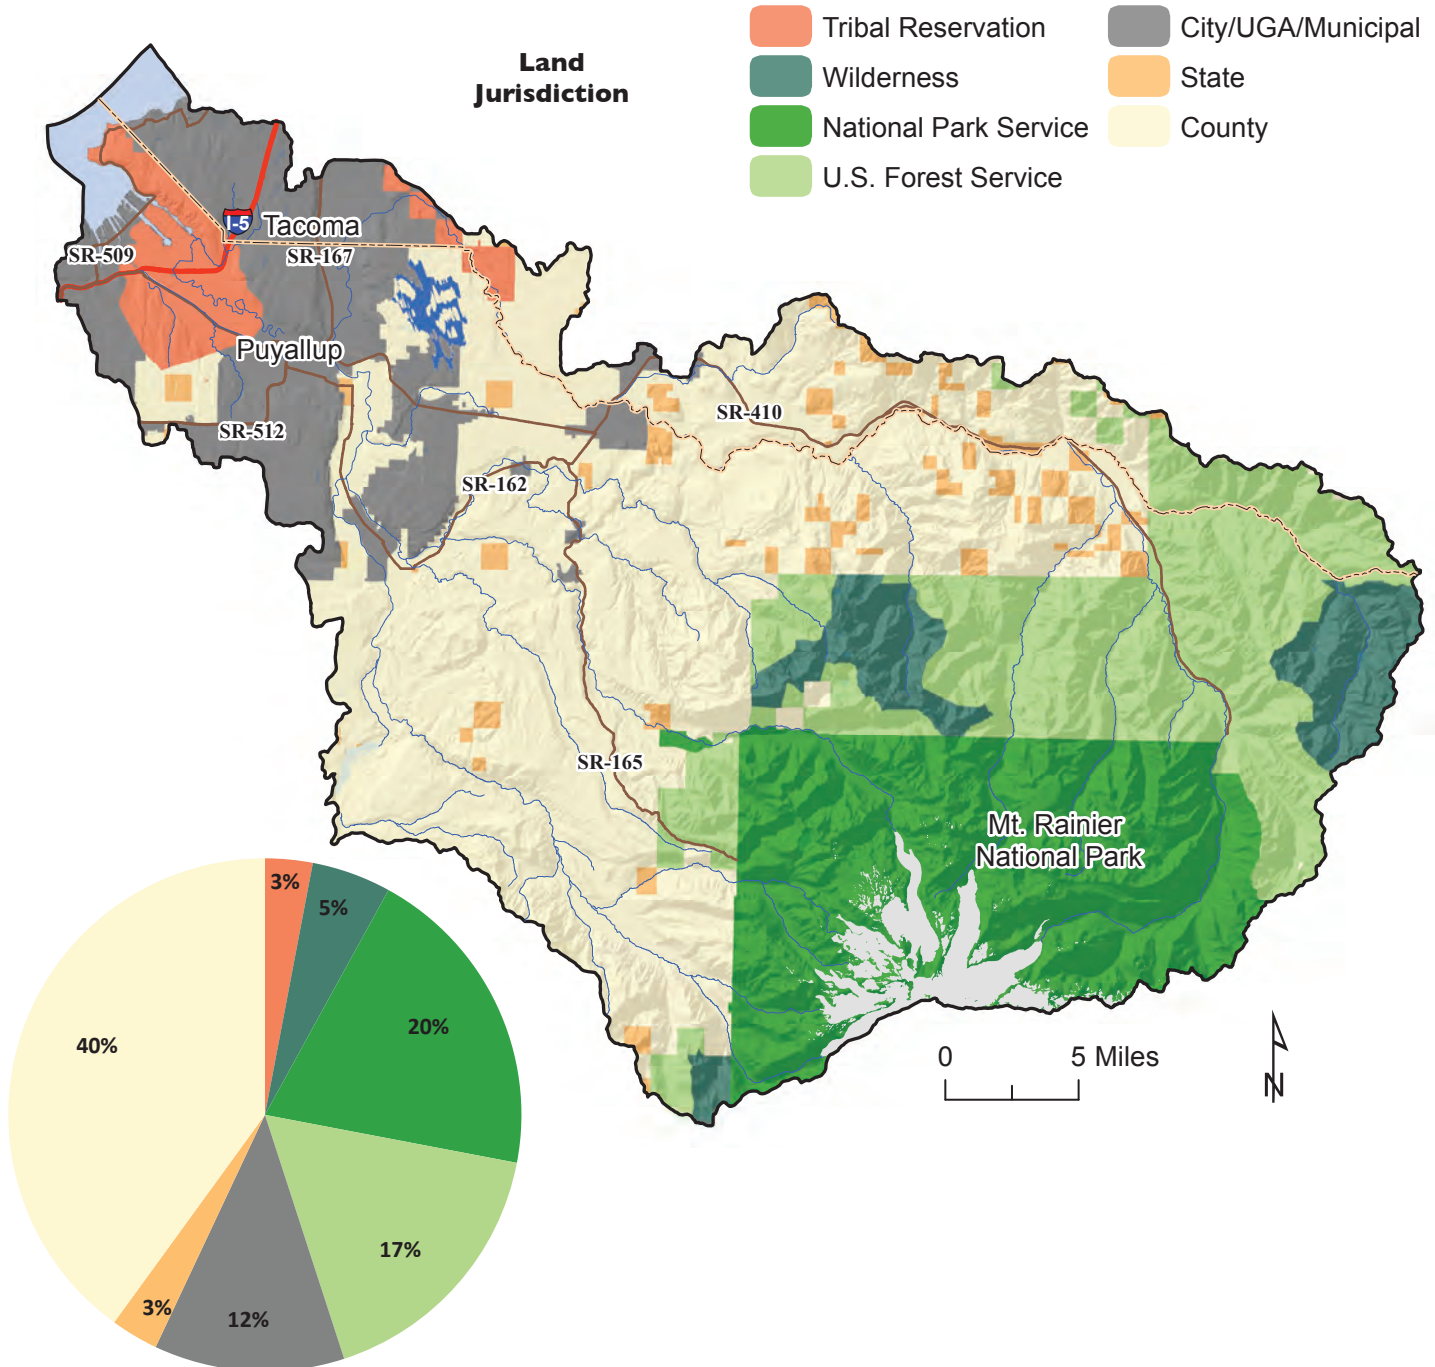 Land
Jurisdiction
Tribal Reservation
Wilderness
National Park Service
U.S. Forest Service
City/UGA/Municipal
State
County
I-5
Tacoma
SR-509
SR-167
Puyallup
SR-410
SR-512
SR-162
SR-165
Mt. Rainier
National Park
3%
5%
20%
40%
17%
3%
12%
0 5 Miles
N